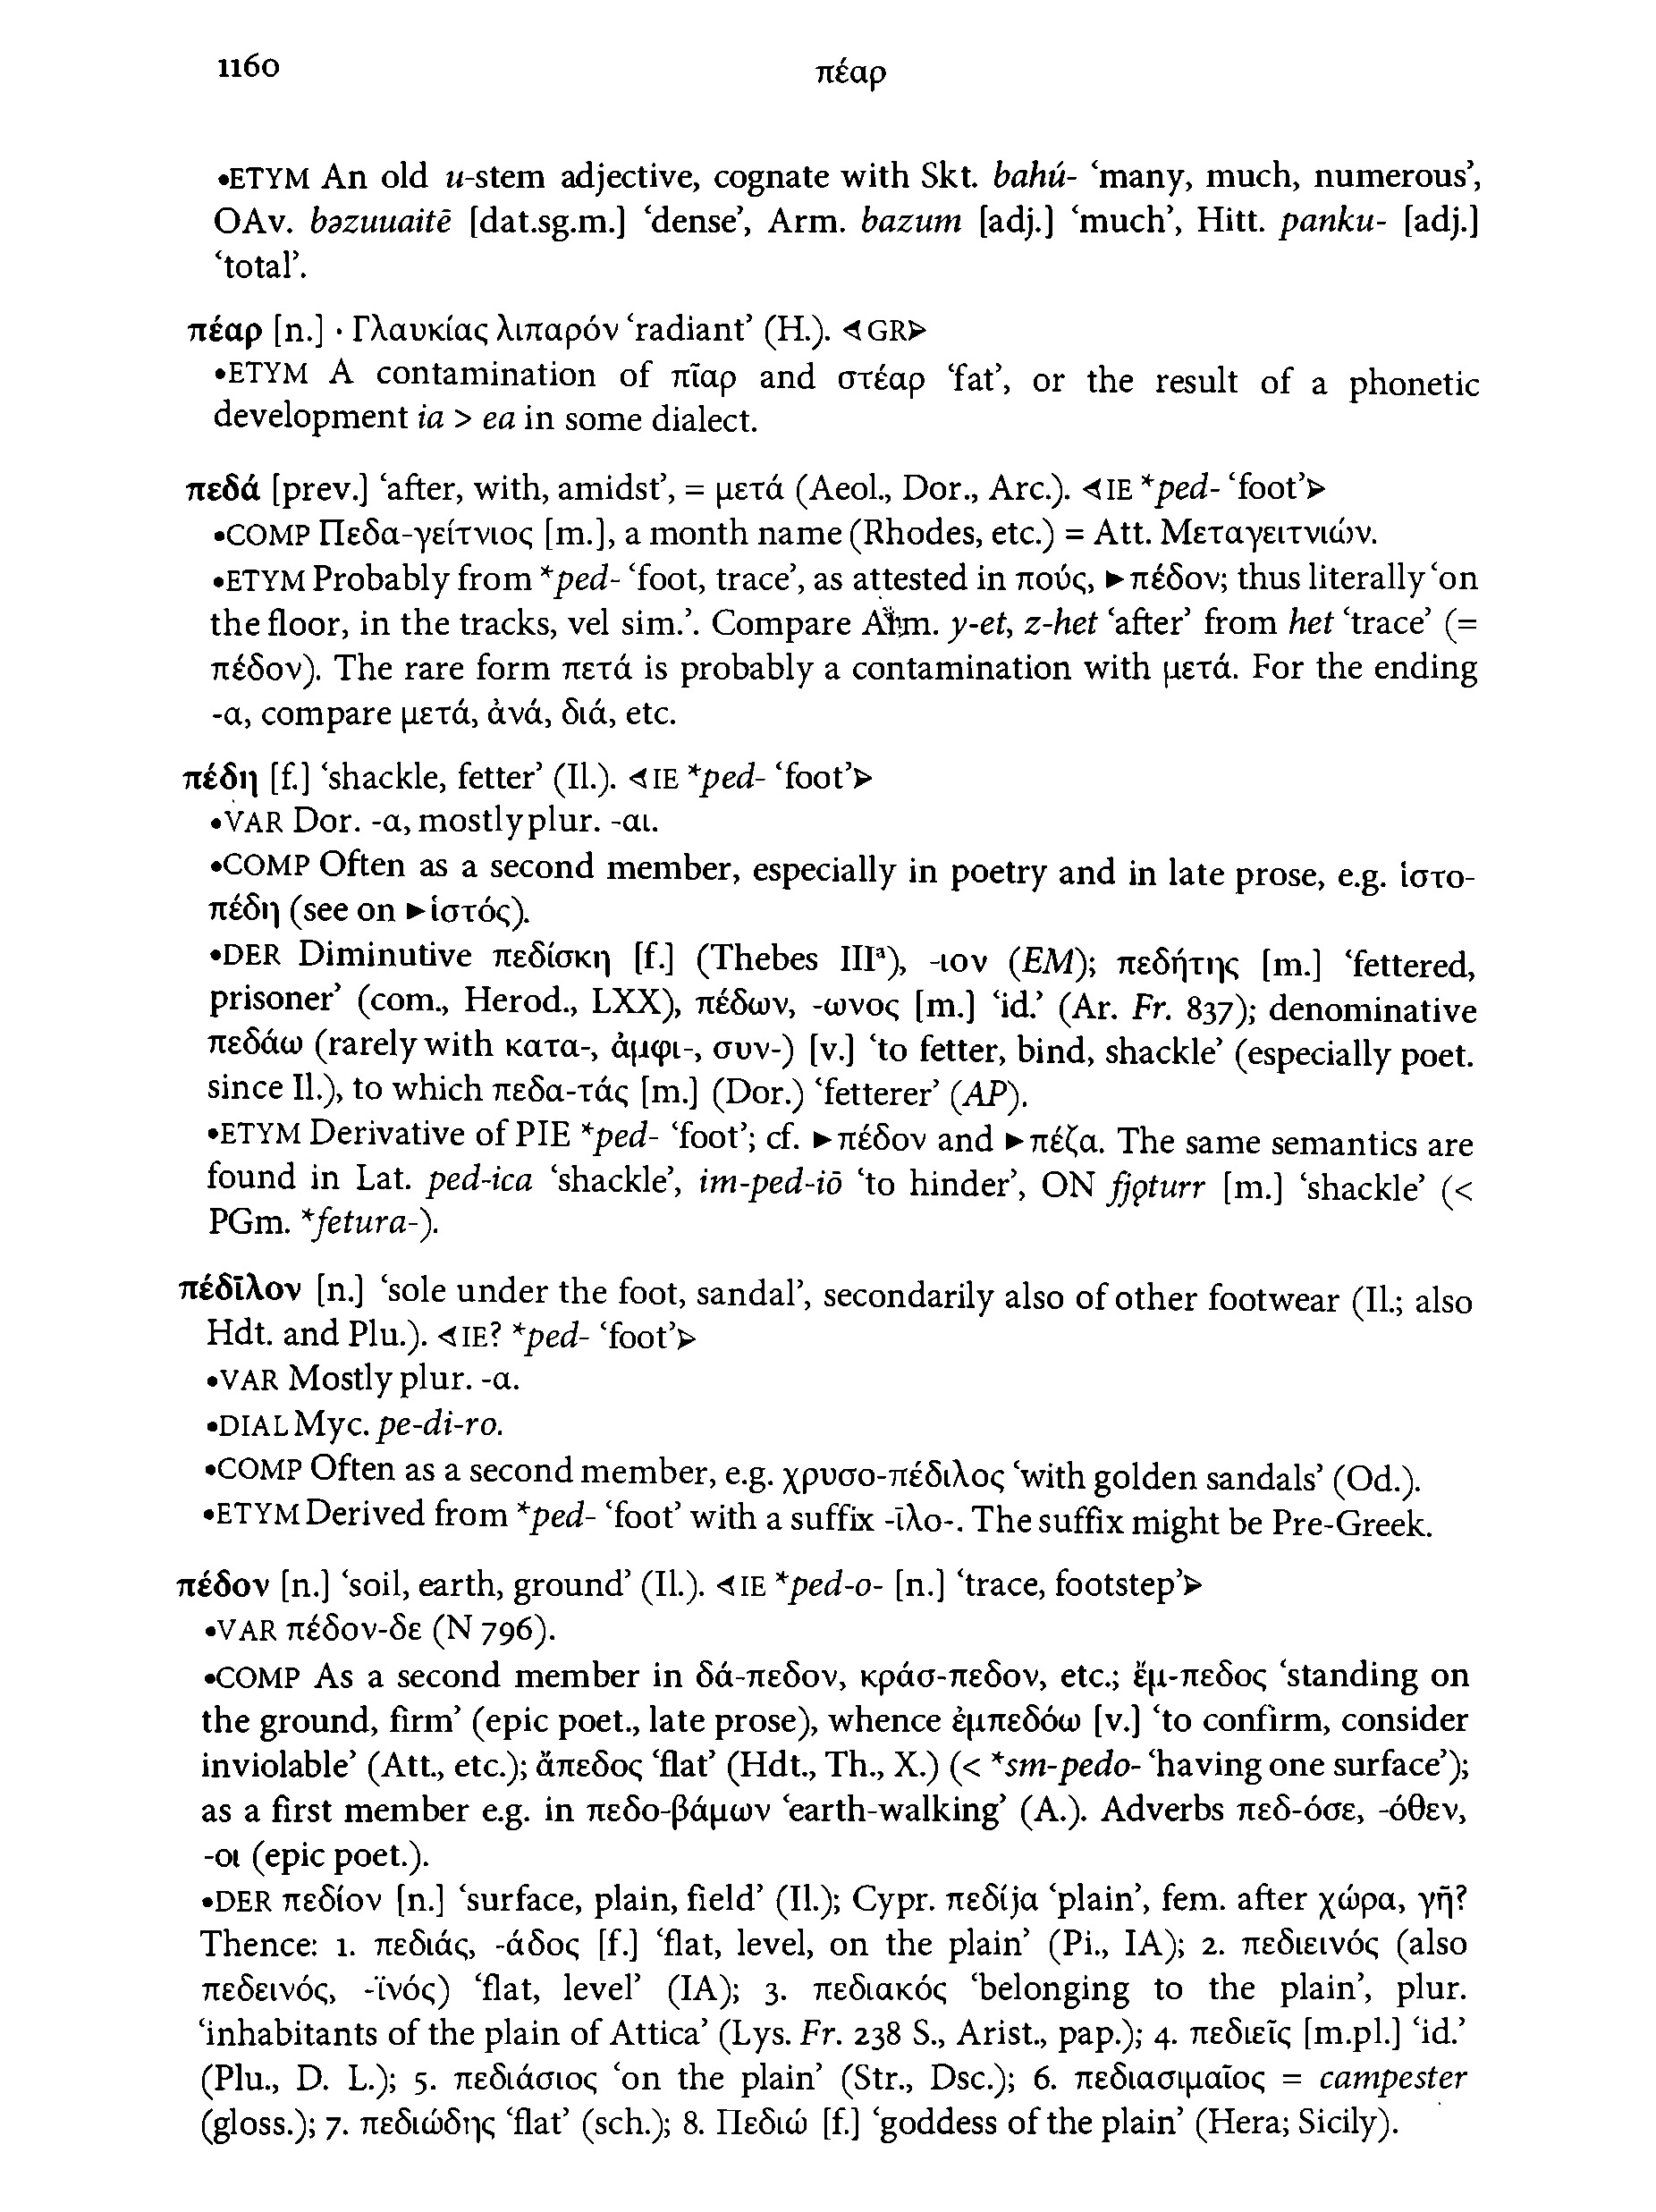 1160
πέαρ
•ETYM An old u-stem adjective, cognate with Skt. bahú- ‘many, much, numerous’,
OAv. bəzuuaitē [dat.sg.m.] ‘dense’, Arm. bazum [adj.] ‘much’, Hitt. panku- [adj.]
‘total’.
πέαρ [n.] · Γλαυκίας λιπαρόν ‘radiant’ (H.). ◁GR▷
•ETYM A contamination of πῖαρ and στέαρ ‘fat’, or the result of a phonetic
development ia > ea in some dialect.
πεδά [prev.] ‘after, with, amidst’, = μετά (Aeol., Dor., Arc.). ◁IE *ped- ‘foot’▷
•COMP Πεδα-γείτνιος [m.], a month name (Rhodes, etc.) = Att. Μεταγειτνιών.
•ETYM Probably from *ped- ‘foot, trace’, as attested in πούς, ►πέδον; thus literally ‘on
the floor, in the tracks, vel sim.’. Compare Arm. y-et, z-het ‘after’ from het ‘trace’ (=
πέδον). The rare form πετά is probably a contamination with μετά. For the ending
-α, compare μετά, ἀνά, διά, etc.
πέδη [f.] ‘shackle, fetter’ (Il.). ◁IE *ped- ‘foot’▷
•VAR Dor. -α, mostly plur. -αι.
•COMP Often as a second member, especially in poetry and in late prose, e.g. ἱστο-
πέδη (see on ►ἱστός).
•DER Diminutive πεδίσκη [f.] (Thebes IIIᵃ), -ιον (EM); πεδήτης [m.] ‘fettered,
prisoner’ (com., Herod., LXX), πέδων, -ωνος [m.] ‘id.’ (Ar. Fr. 837); denominative
πεδάω (rarely with κατα-, ἀμφι-, συν-) [v.] ‘to fetter, bind, shackle’ (especially poet.
since Il.), to which πεδα-τάς [m.] (Dor.) ‘fetterer’ (AP).
•ETYM Derivative of PIE *ped- ‘foot’; cf. ►πέδον and ►πέζα. The same semantics are
found in Lat. ped-ica ‘shackle’, im-ped-iō ‘to hinder’, ON fjǫturr [m.] ‘shackle’ (<
PGm. *fetura-).
πέδῑλον [n.] ‘sole under the foot, sandal’, secondarily also of other footwear (Il.; also
Hdt. and Plu.). ◁IE? *ped- ‘foot’▷
•VAR Mostly plur. -α.
•DIAL Myc. pe-di-ro.
•COMP Often as a second member, e.g. χρυσο-πέδιλος ‘with golden sandals’ (Od.).
•ETYM Derived from *ped- ‘foot’ with a suffix -ῑλο-. The suffix might be Pre-Greek.
πέδον [n.] ‘soil, earth, ground’ (Il.). ◁IE *ped-o- [n.] ‘trace, footstep’▷
•VAR πέδον-δε (N 796).
•COMP As a second member in δά-πεδον, κράσ-πεδον, etc.; ἔμ-πεδος ‘standing on
the ground, firm’ (epic poet., late prose), whence ἐμπεδόω [v.] ‘to confirm, consider
inviolable’ (Att., etc.); ἄπεδος ‘flat’ (Hdt., Th., X.) (< *sm-pedo- ‘having one surface’);
as a first member e.g. in πεδο-βάμων ‘earth-walking’ (A.). Adverbs πεδ-όσε, -όθεν,
-οι (epic poet.).
•DER πεδίον [n.] ‘surface, plain, field’ (Il.); Cypr. πεδίjα ‘plain’, fem. after χώρα, γῆ?
Thence: 1. πεδιάς, -άδος [f.] ‘flat, level, on the plain’ (Pi., IA); 2. πεδιεινός (also
πεδεινός, -ϊνός) ‘flat, level’ (IA); 3. πεδιακός ‘belonging to the plain’, plur.
‘inhabitants of the plain of Attica’ (Lys. Fr. 238 S., Arist., pap.); 4. πεδιεῖς [m.pl.] ‘id.’
(Plu., D. L.); 5. πεδιάσιος ‘on the plain’ (Str., Dsc.); 6. πεδιασιμαῖος = campester
(gloss.); 7. πεδιώδης ‘flat’ (sch.); 8. Πεδιώ [f.] ‘goddess of the plain’ (Hera; Sicily).